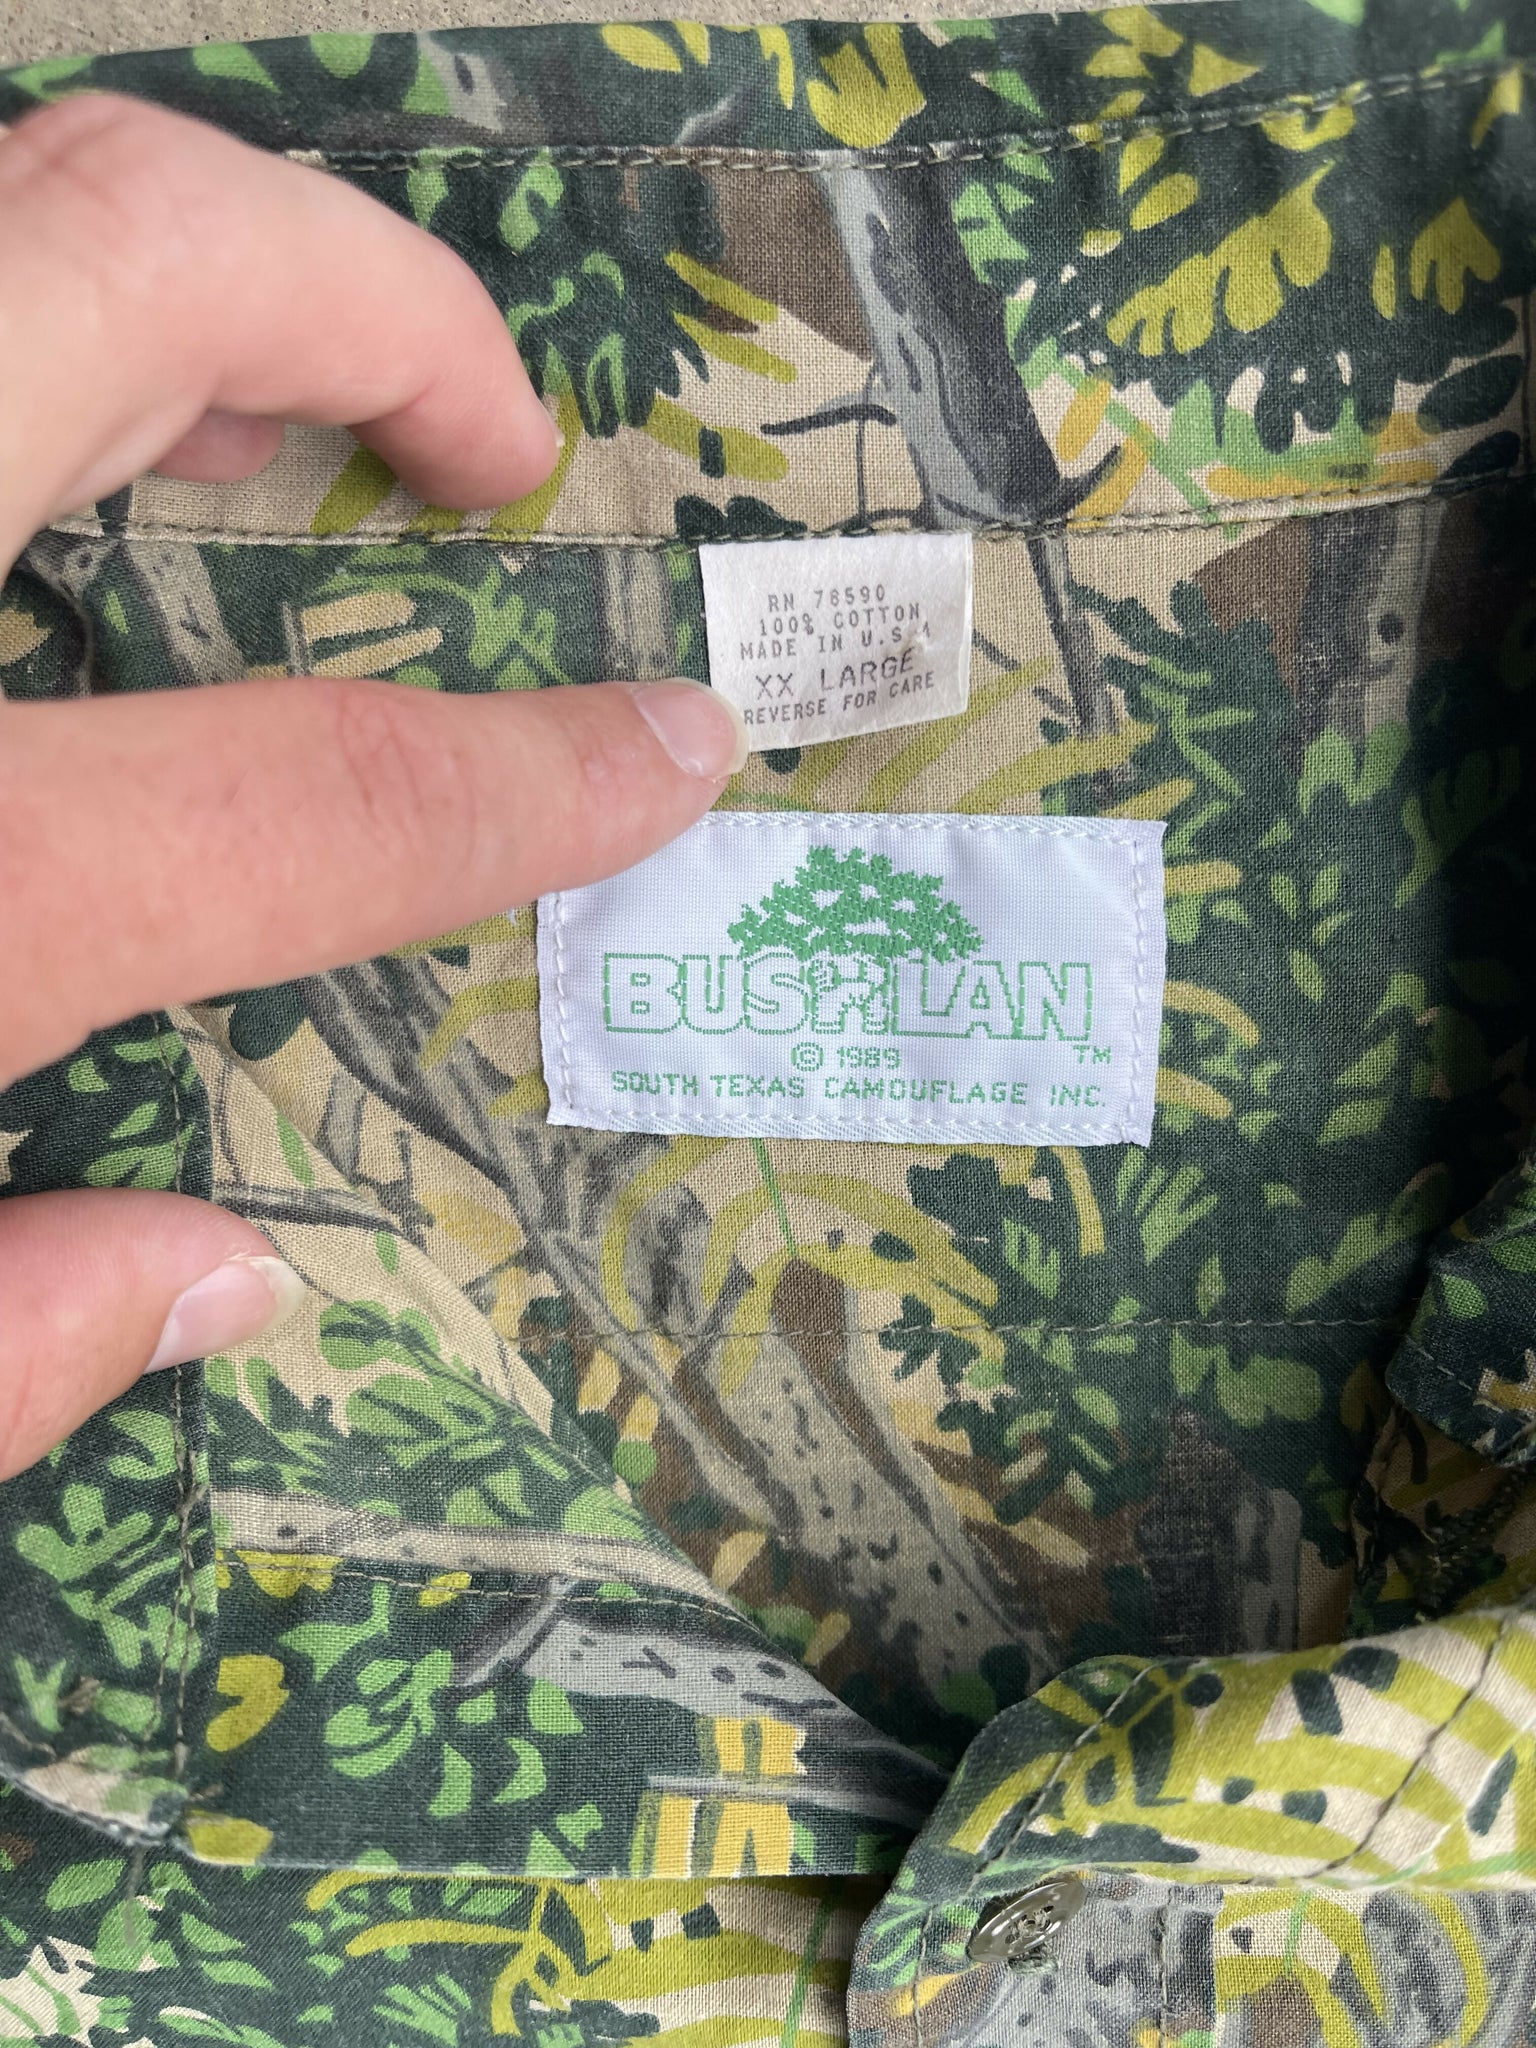 RN 78590
100% COTTON
MADE IN U.S.A
XX LARGE
REVERSE FOR CARE
BUSHLAN
© 1989 TM
SOUTH TEXAS CAMOUFLAGE INC.